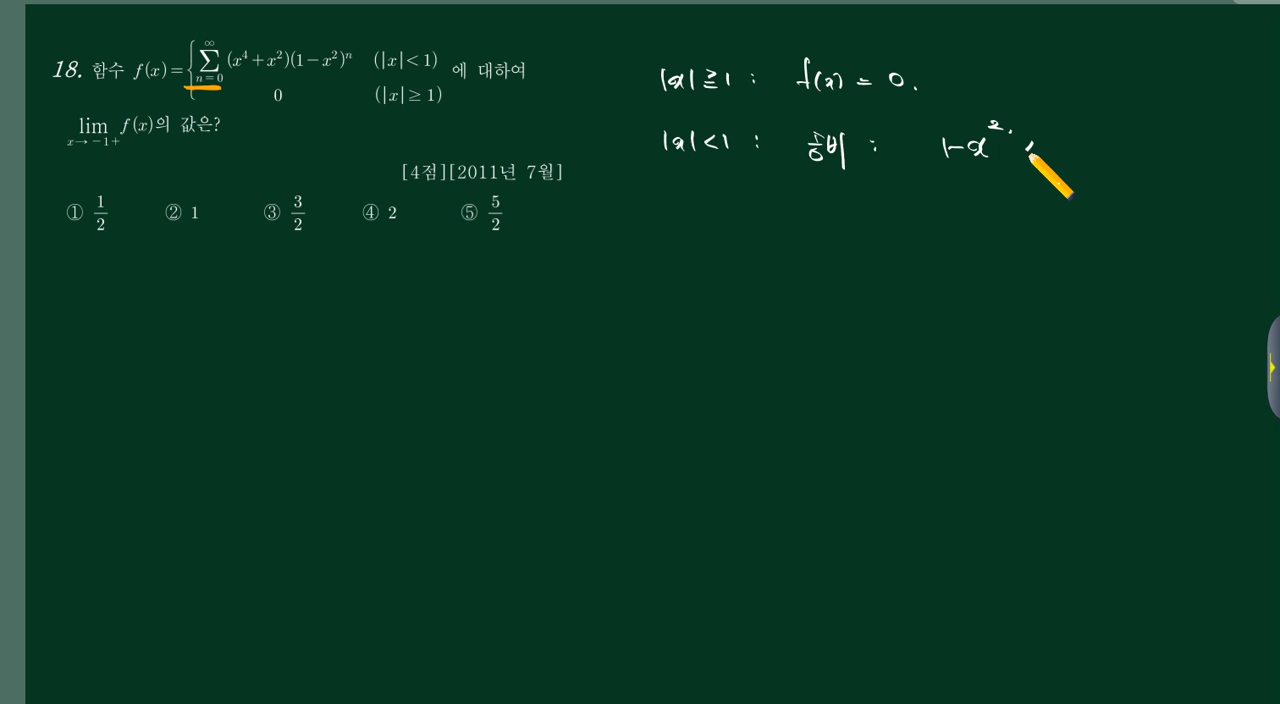 18. 함수 f(x)={ ∑_{n=0}^{∞} (x⁴+x²)(1−x²)ⁿ (|x|<1)
0 (|x|≥1) 에 대하여
lim_{x→−1+} f(x)의 값은?
[4점][2011년 7월]
① 1/2 ② 1 ③ 3/2 ④ 2 ⑤ 5/2
|x|≥1 : f(x) = 0.
|x|<1 : 공비 : 1-x².